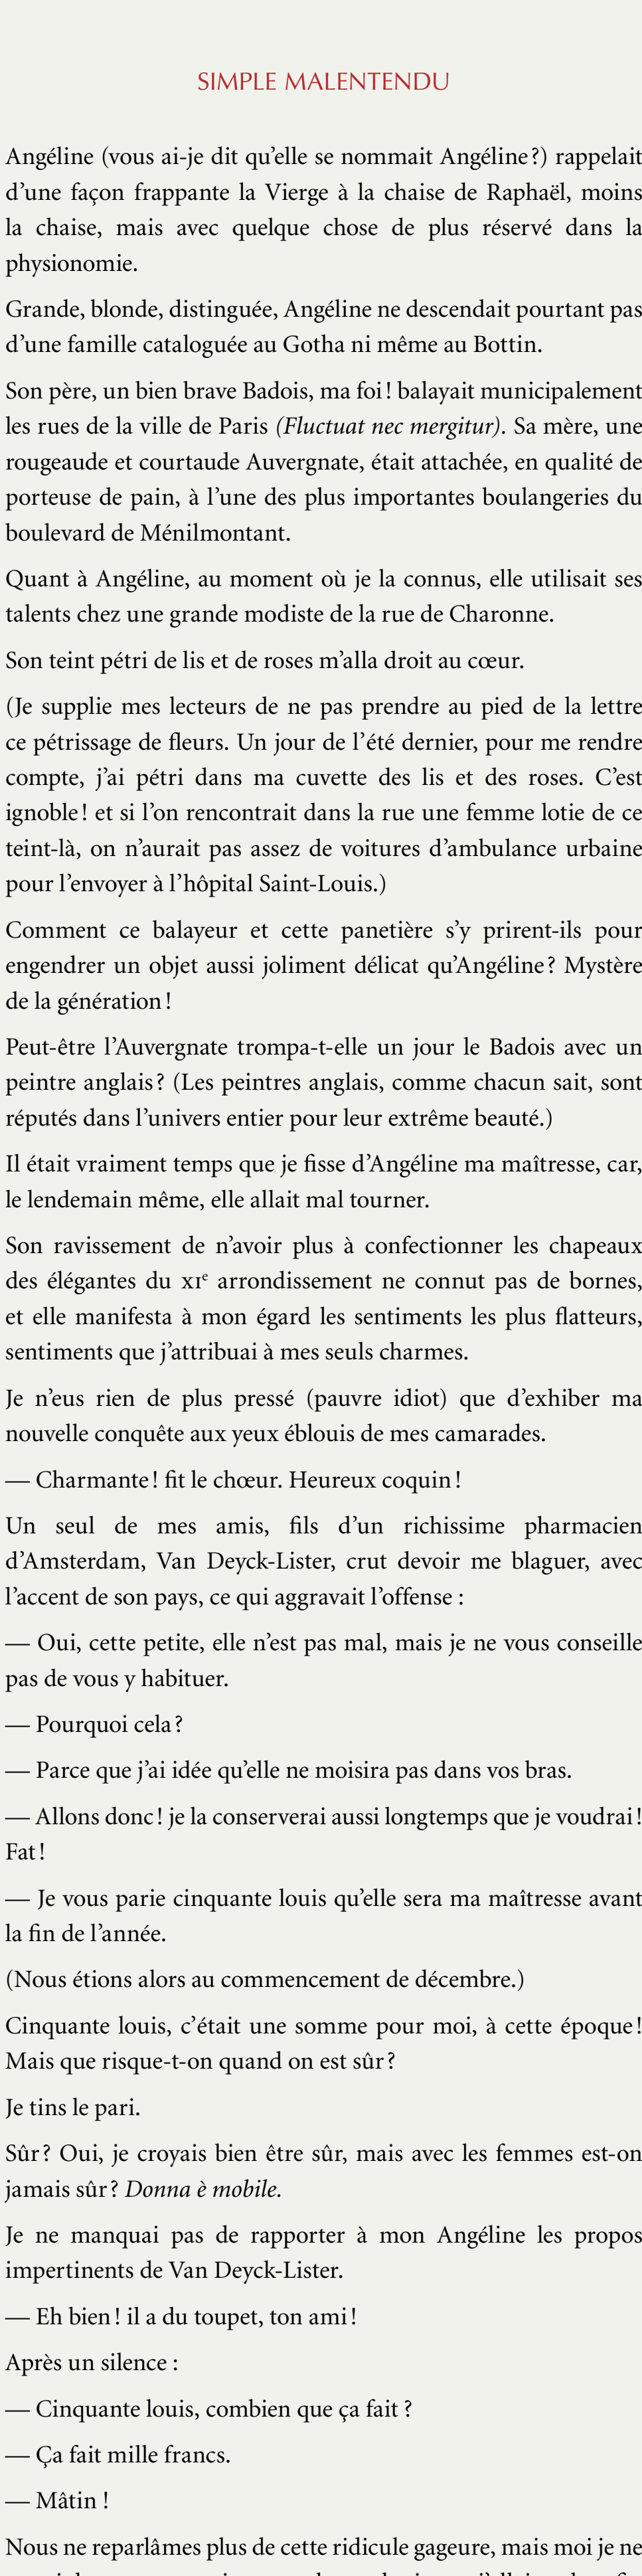 SIMPLE MALENTENDU
Angéline (vous ai-je dit qu’elle se nommait Angéline ?) rappelait
d’une façon frappante la Vierge à la chaise de Raphaël, moins
la chaise, mais avec quelque chose de plus réservé dans la
physionomie.
Grande, blonde, distinguée, Angéline ne descendait pourtant pas
d’une famille cataloguée au Gotha ni même au Bottin.
Son père, un bien brave Badois, ma foi ! balayait municipalement
les rues de la ville de Paris (Fluctuat nec mergitur). Sa mère, une
rougeaude et courtaude Auvergnate, était attachée, en qualité de
porteuse de pain, à l’une des plus importantes boulangeries du
boulevard de Ménilmontant.
Quant à Angéline, au moment où je la connus, elle utilisait ses
talents chez une grande modiste de la rue de Charonne.
Son teint pétri de lis et de roses m’alla droit au cœur.
(Je supplie mes lecteurs de ne pas prendre au pied de la lettre
ce pétrissage de fleurs. Un jour de l’été dernier, pour me rendre
compte, j’ai pétri dans ma cuvette des lis et des roses. C’est
ignoble ! et si l’on rencontrait dans la rue une femme lotie de ce
teint-là, on n’aurait pas assez de voitures d’ambulance urbaine
pour l’envoyer à l’hôpital Saint-Louis.)
Comment ce balayeur et cette panetière s’y prirent-ils pour
engendrer un objet aussi joliment délicat qu’Angéline ? Mystère
de la génération !
Peut-être l’Auvergnate trompa-t-elle un jour le Badois avec un
peintre anglais ? (Les peintres anglais, comme chacun sait, sont
réputés dans l’univers entier pour leur extrême beauté.)
Il était vraiment temps que je fisse d’Angéline ma maîtresse, car,
le lendemain même, elle allait mal tourner.
Son ravissement de n’avoir plus à confectionner les chapeaux
des élégantes du XIe arrondissement ne connut pas de bornes,
et elle manifesta à mon égard les sentiments les plus flatteurs,
sentiments que j’attribuai à mes seuls charmes.
Je n’eus rien de plus pressé (pauvre idiot) que d’exhiber ma
nouvelle conquête aux yeux éblouis de mes camarades.
— Charmante ! fit le chœur. Heureux coquin !
Un seul de mes amis, fils d’un richissime pharmacien
d’Amsterdam, Van Deyck-Lister, crut devoir me blaguer, avec
l’accent de son pays, ce qui aggravait l’offense :
— Oui, cette petite, elle n’est pas mal, mais je ne vous conseille
pas de vous y habituer.
— Pourquoi cela ?
— Parce que j’ai idée qu’elle ne moisira pas dans vos bras.
— Allons donc ! je la conserverai aussi longtemps que je voudrai !
Fat !
— Je vous parie cinquante louis qu’elle sera ma maîtresse avant
la fin de l’année.
(Nous étions alors au commencement de décembre.)
Cinquante louis, c’était une somme pour moi, à cette époque !
Mais que risque-t-on quand on est sûr ?
Je tins le pari.
Sûr ? Oui, je croyais bien être sûr, mais avec les femmes est-on
jamais sûr ? Donna è mobile.
Je ne manquai pas de rapporter à mon Angéline les propos
impertinents de Van Deyck-Lister.
— Eh bien ! il a du toupet, ton ami !
Après un silence :
— Cinquante louis, combien que ça fait ?
— Ça fait mille francs.
— Mâtin !
Nous ne reparlâmes plus de cette ridicule gageure, mais moi je ne